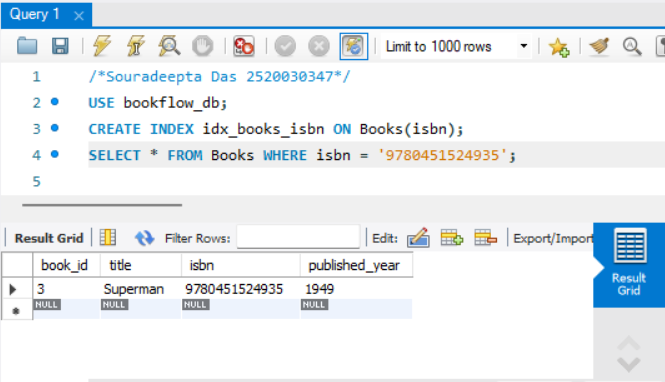 Query 1
Limit to 1000 rows
1 /*Souradeepta Das 2520030347*/
2 USE bookflow_db;
3 CREATE INDEX idx_books_isbn ON Books(isbn);
4 SELECT * FROM Books WHERE isbn = '9780451524935';
5
Result Grid Filter Rows: Edit: Export/Import
book_id title isbn published_year
3 Superman 9780451524935 1949
NULL NULL NULL NULL
Result
Grid